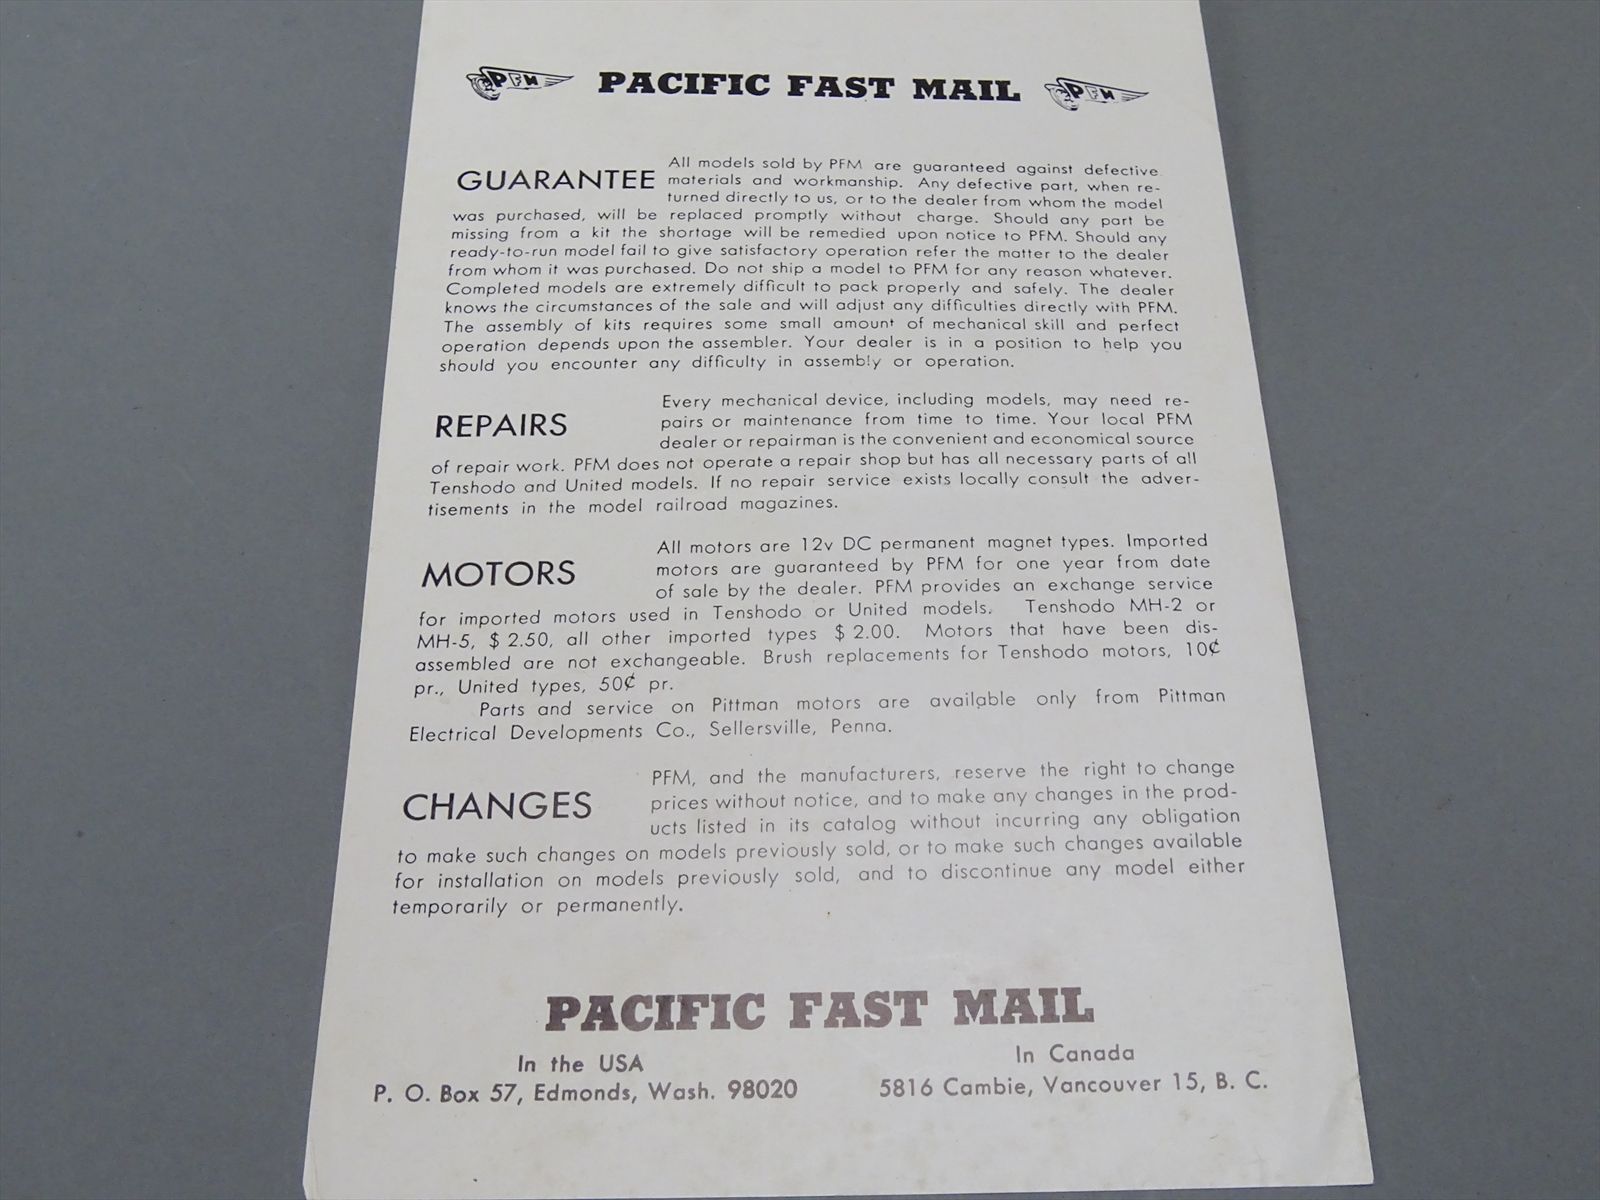 PFM PACIFIC FAST MAIL PFM
GUARANTEE All models sold by PFM are guaranteed against defective
materials and workmanship. Any defective part, when re-
turned directly to us, or to the dealer from whom the model
was purchased, will be replaced promptly without charge. Should any part be
missing from a kit the shortage will be remedied upon notice to PFM. Should any
ready-to-run model fail to give satisfactory operation refer the matter to the dealer
from whom it was purchased. Do not ship a model to PFM for any reason whatever.
Completed models are extremely difficult to pack properly and safely. The dealer
knows the circumstances of the sale and will adjust any difficulties directly with PFM.
The assembly of kits requires some small amount of mechanical skill and perfect
operation depends upon the assembler. Your dealer is in a position to help you
should you encounter any difficulty in assembly or operation.
REPAIRS Every mechanical device, including models, may need re-
pairs or maintenance from time to time. Your local PFM
dealer or repairman is the convenient and economical source
of repair work. PFM does not operate a repair shop but has all necessary parts of all
Tenshodo and United models. If no repair service exists locally consult the adver-
tisements in the model railroad magazines.
MOTORS All motors are 12v DC permanent magnet types. Imported
motors are guaranteed by PFM for one year from date
of sale by the dealer. PFM provides an exchange service
for imported motors used in Tenshodo or United models. Tenshodo MH-2 or
MH-5, $ 2.50, all other imported types $ 2.00. Motors that have been dis-
assembled are not exchangeable. Brush replacements for Tenshodo motors, 10¢
pr., United types, 50¢ pr.
Parts and service on Pittman motors are available only from Pittman
Electrical Developments Co., Sellersville, Penna.
CHANGES PFM, and the manufacturers, reserve the right to change
prices without notice, and to make any changes in the prod-
ucts listed in its catalog without incurring any obligation
to make such changes on models previously sold, or to make such changes available
for installation on models previously sold, and to discontinue any model either
temporarily or permanently.
PACIFIC FAST MAIL
In the USA In Canada
P. O. Box 57, Edmonds, Wash. 98020 5816 Cambie, Vancouver 15, B. C.